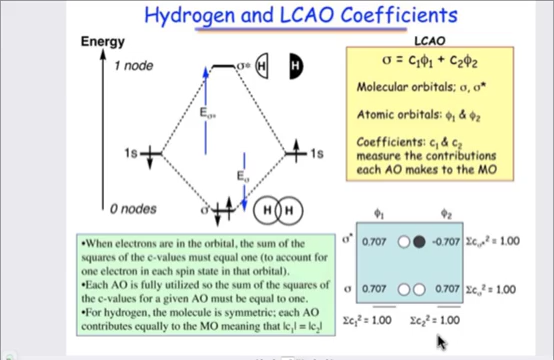 Hydrogen and LCAO Coefficients
Energy
1 node
σ*
H
H
Eσ*
1s
1s
Eσ
0 nodes
σ
H
H
LCAO
σ = c₁ϕ₁ + c₂ϕ₂
Molecular orbitals; σ, σ*
Atomic orbitals: ϕ₁ & ϕ₂
Coefficients: c₁ & c₂
measure the contributions
each AO makes to the MO
•When electrons are in the orbital, the sum of the
squares of the c-values must equal one (to account for
one electron in each spin state in that orbital).
•Each AO is fully utilized so the sum of the squares of
the c-values for a given AO must be equal to one.
•For hydrogen, the molecule is symmetric; each AO
contributes equally to the MO meaning that |c₁| = |c₂|
ϕ₁ ϕ₂
σ* 0.707 -0.707 Σcσ*² = 1.00
σ 0.707 0.707 Σcσ² = 1.00
Σc₁² = 1.00 Σc₂² = 1.00